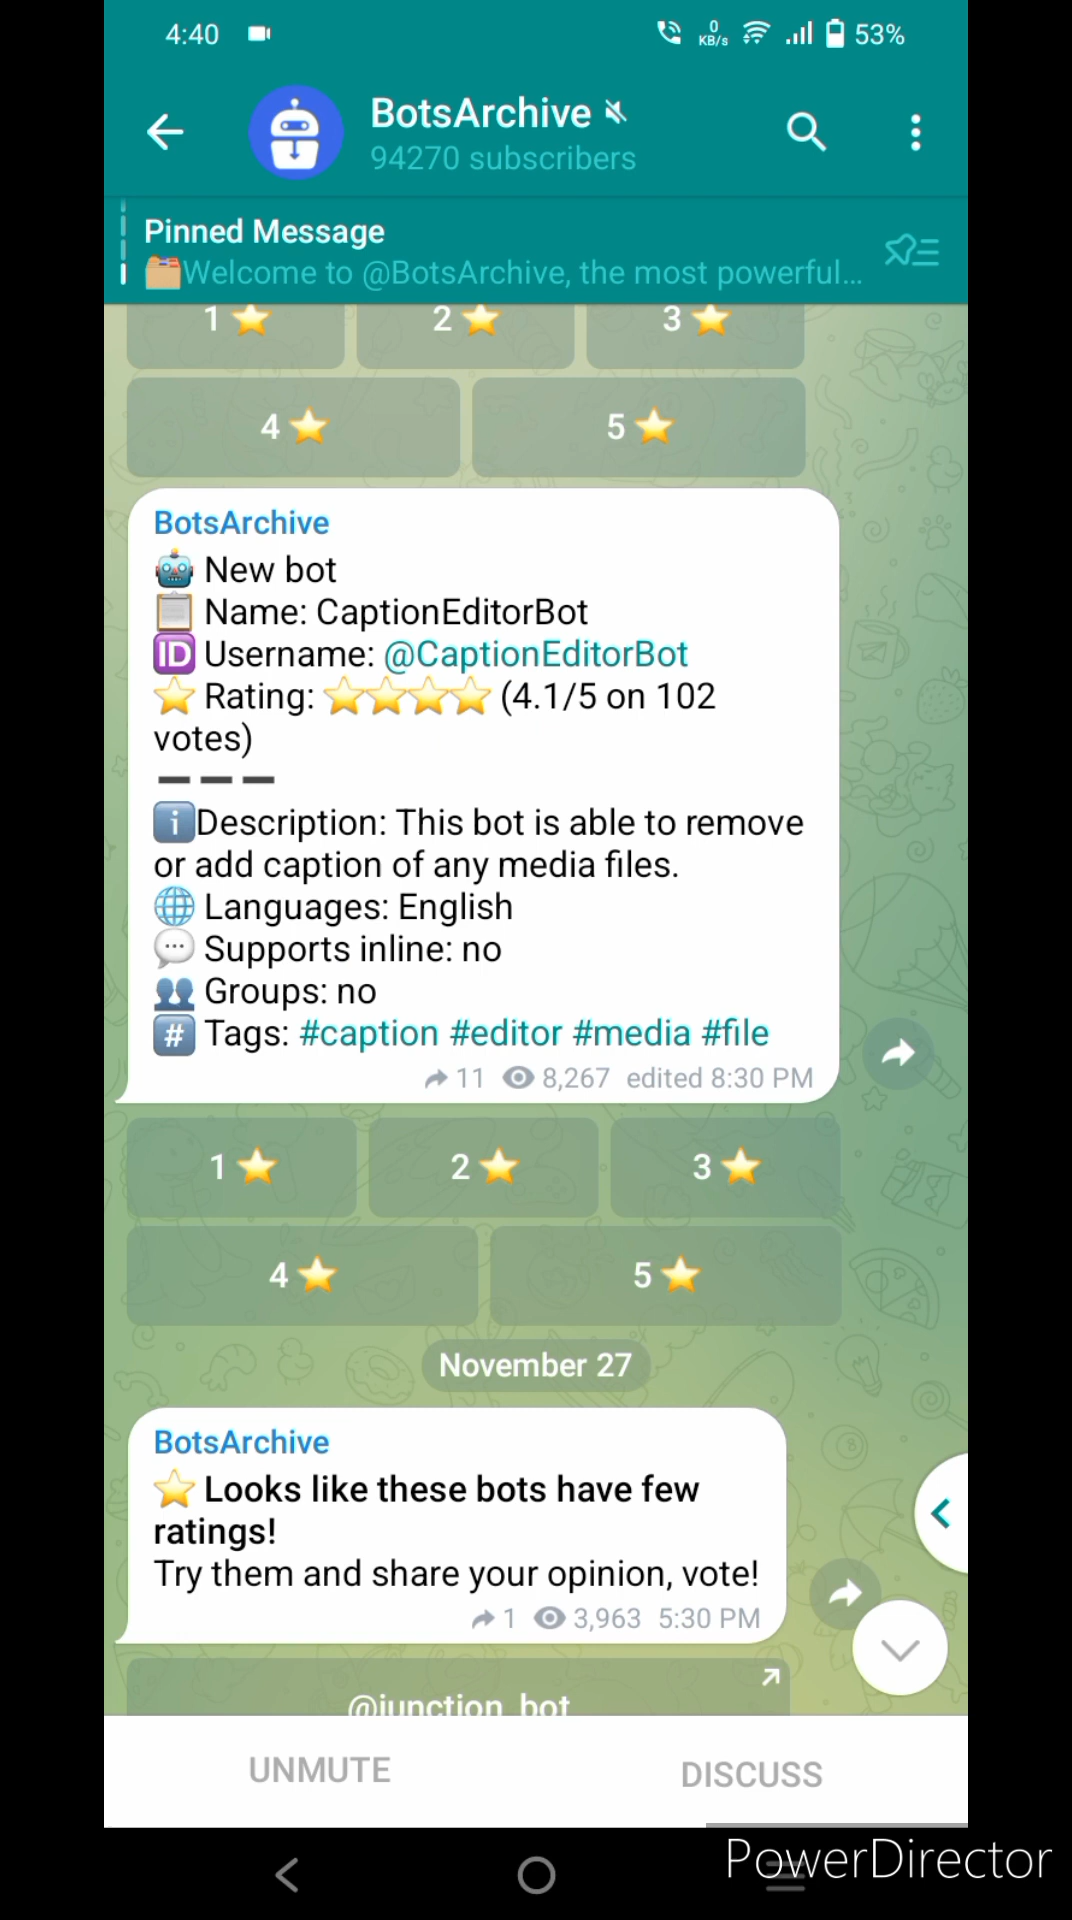 4:40 0 KB/s 53%
BotsArchive
94270 subscribers
Pinned Message
Welcome to @BotsArchive, the most powerful...
1 2 3
4 5
BotsArchive
New bot
Name: CaptionEditorBot
ID Username: @CaptionEditorBot
Rating: (4.1/5 on 102
votes)
Description: This bot is able to remove
or add caption of any media files.
Languages: English
Supports inline: no
Groups: no
# Tags: #caption #editor #media #file
11 8,267 edited 8:30 PM
1 2 3
4 5
November 27
BotsArchive
Looks like these bots have few
ratings!
Try them and share your opinion, vote!
1 3,963 5:30 PM
@junction_bot
UNMUTE DISCUSS
PowerDirector